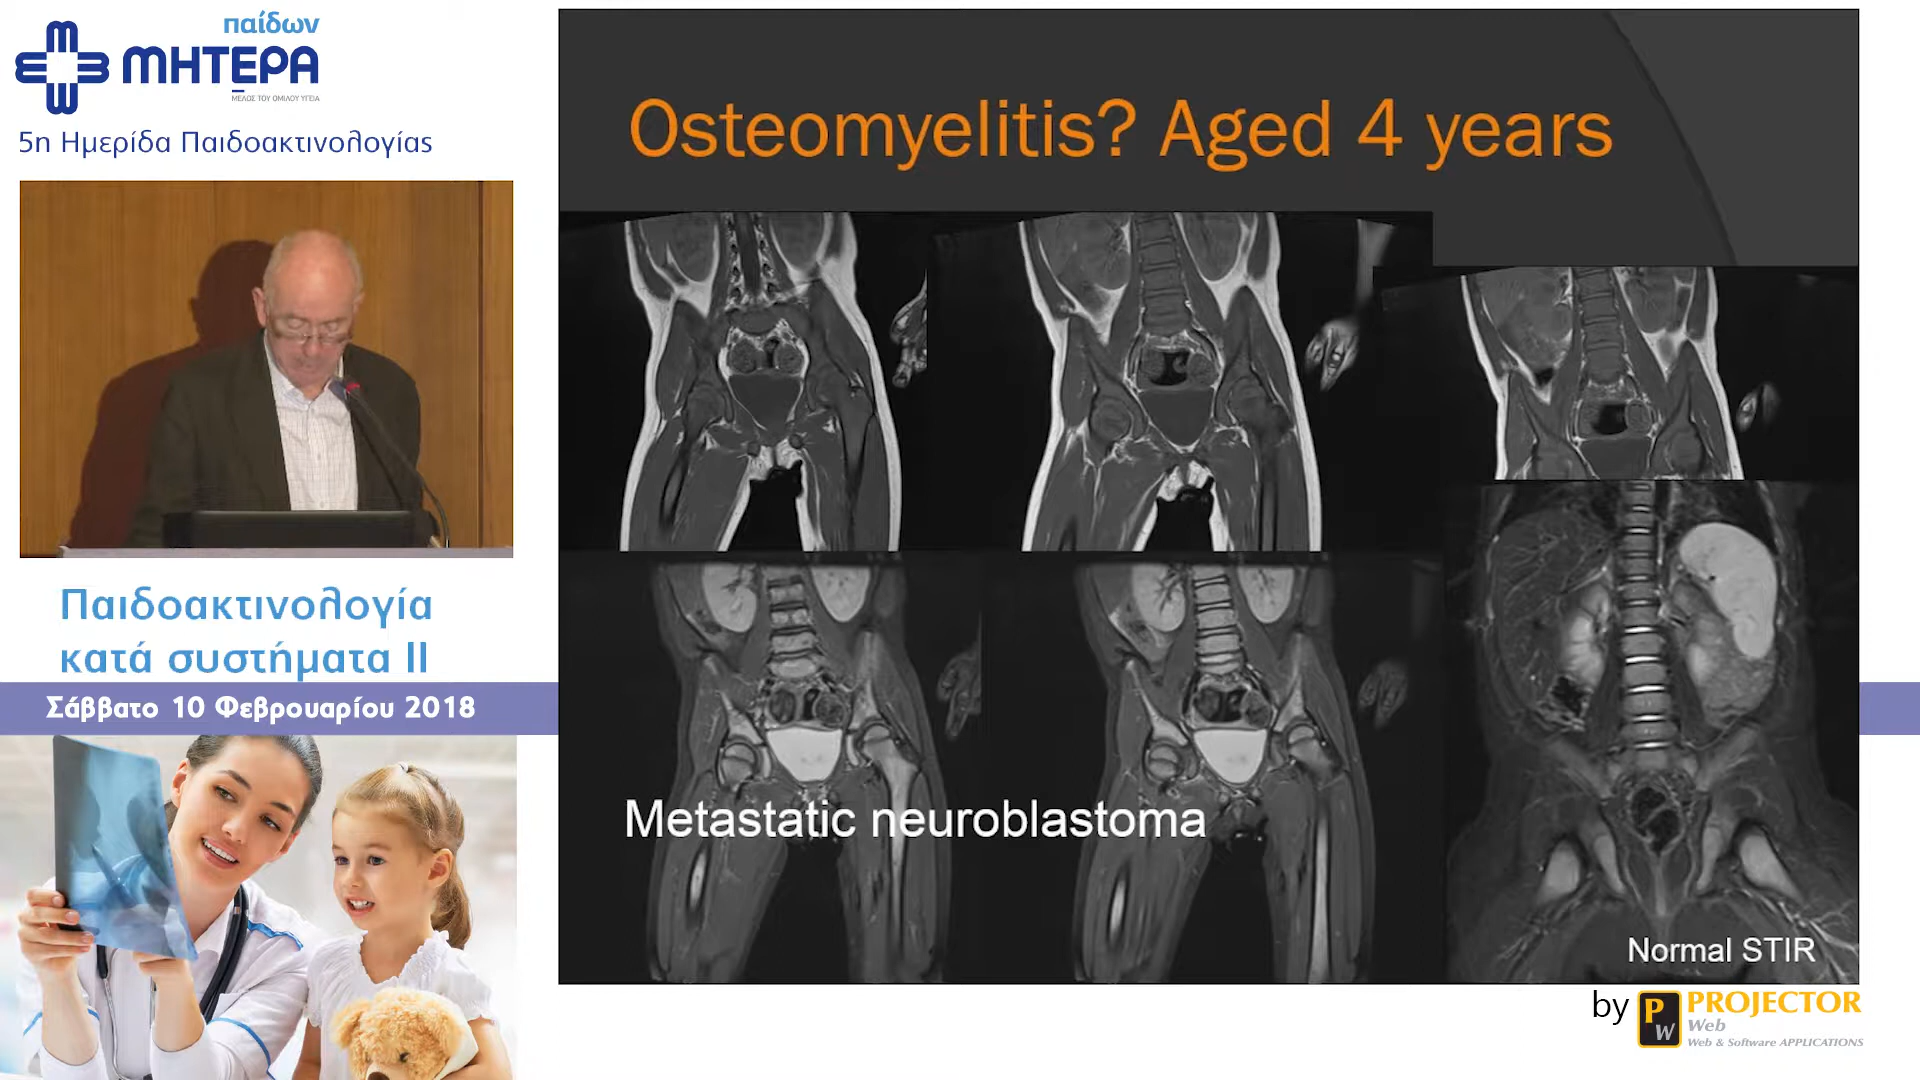 παίδων
ΜΗΤΕΡΑ
ΜΕΛΟΣ ΤΟΥ ΟΜΙΛΟΥ ΥΓΕΙΑ
5η Ημερίδα Παιδοακτινολογίας
Παιδοακτινολογία
κατά συστήματα ΙΙ
Σάββατο 10 Φεβρουαρίου 2018
Osteomyelitis? Aged 4 years
Metastatic neuroblastoma
Normal STIR
by PW PROJECTOR
Web
Web & Software APPLICATIONS